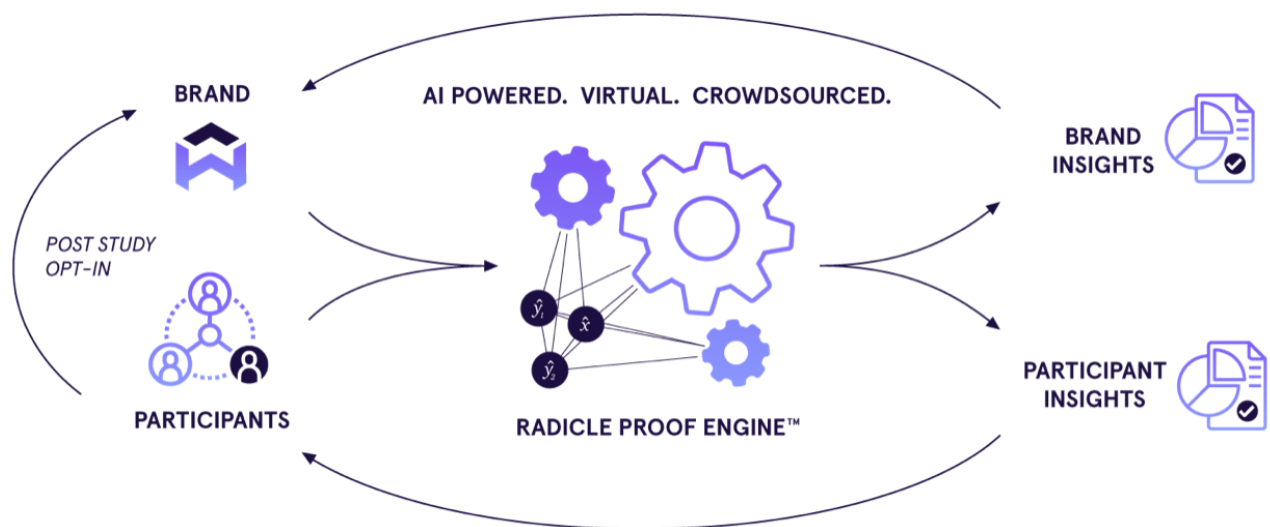 BRAND
AI POWERED. VIRTUAL. CROWDSOURCED.
BRAND
INSIGHTS
POST STUDY
OPT-IN
ŷ₁
x̂
ŷ₂
PARTICIPANTS
RADICLE PROOF ENGINE™
PARTICIPANT
INSIGHTS